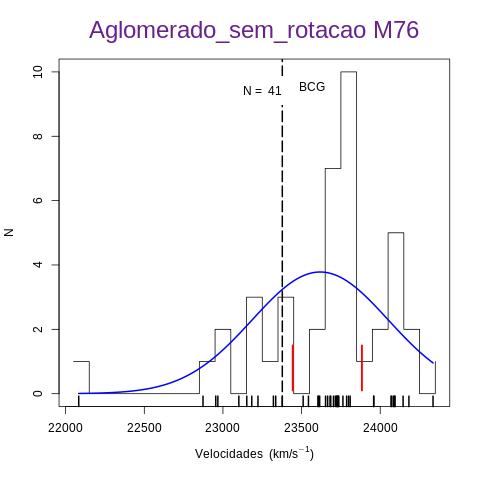 Aglomerado_sem_rotacao M76
N = 41 BCG
N
10
8
6
4
2
0
22000 22500 23000 23500 24000
Velocidades (km/s⁻¹)